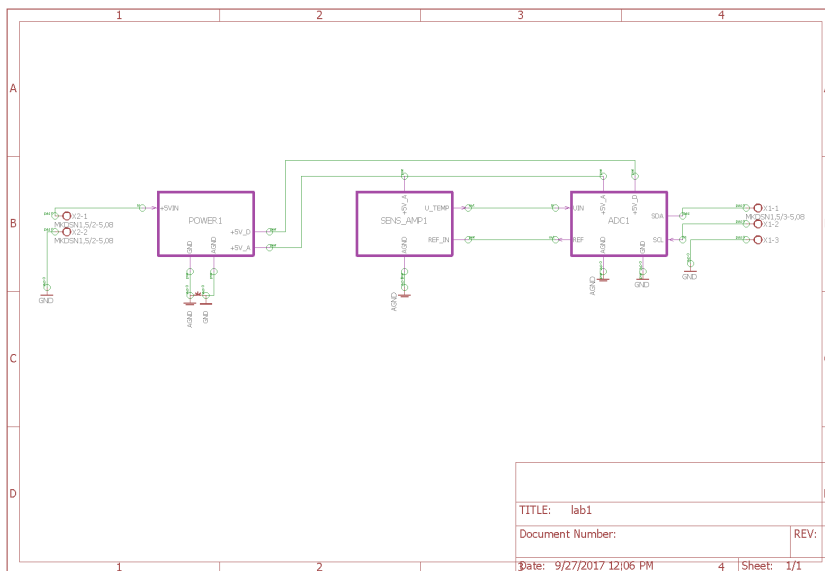 1 2 3 4
A
B
C
D
X2-1
MKDSN1,5/2-5,08
X2-2
MKDSN1,5/2-5,08
GND
+5VIN
POWER1
+5V_D
+5V_A
GND
AGND
AGND
GND
+5V_A
U_TEMP
SENS_AMP1
REF_IN
AGND
AGND
+5V_A
+5V_D
UIN
SDA
ADC1
REF
SCL
AGND
GND
AGND
GND
X1-1
MKDSN1,5/3-5,08
X1-2
X1-3
GND
TITLE: lab1
Document Number:
REV:
Date: 9/27/2017 12:06 PM
Sheet: 1/1
1 2 3 4